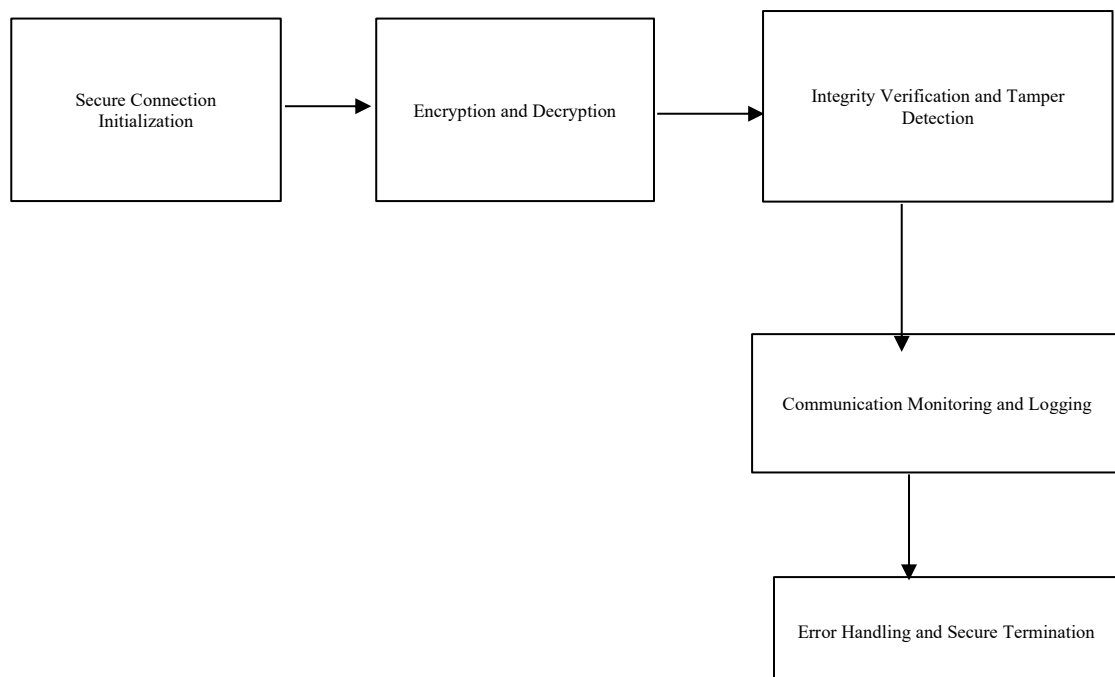 Secure Connection
Initialization
Encryption and Decryption
Integrity Verification and Tamper
Detection
Communication Monitoring and Logging
Error Handling and Secure Termination